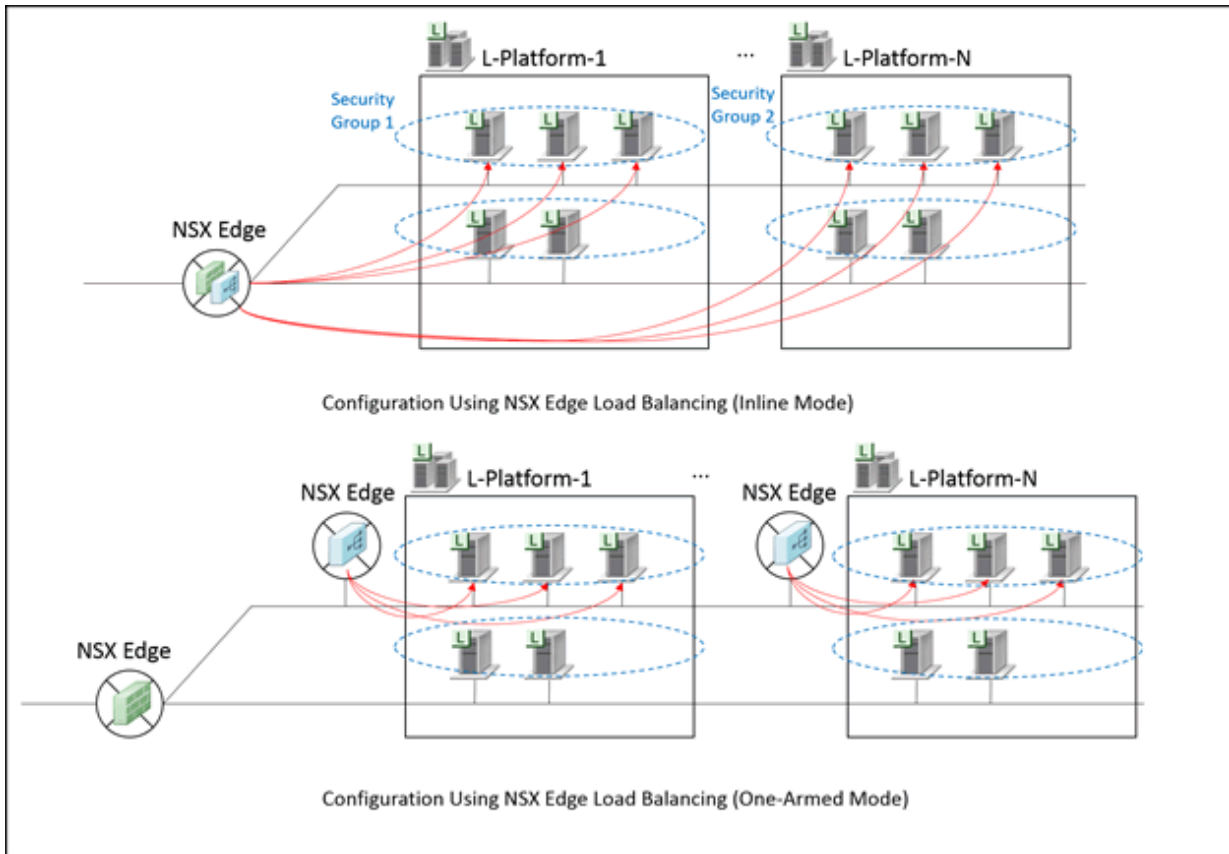 L-Platform-1
...
L-Platform-N
Security
Group 1
Security
Group 2
L
L
L
L
L
L
L
L
NSX Edge
L
L
L
L
Configuration Using NSX Edge Load Balancing (Inline Mode)
L-Platform-1
...
L-Platform-N
NSX Edge
NSX Edge
L
L
L
L
L
L
L
L
NSX Edge
L
L
L
L
Configuration Using NSX Edge Load Balancing (One-Armed Mode)